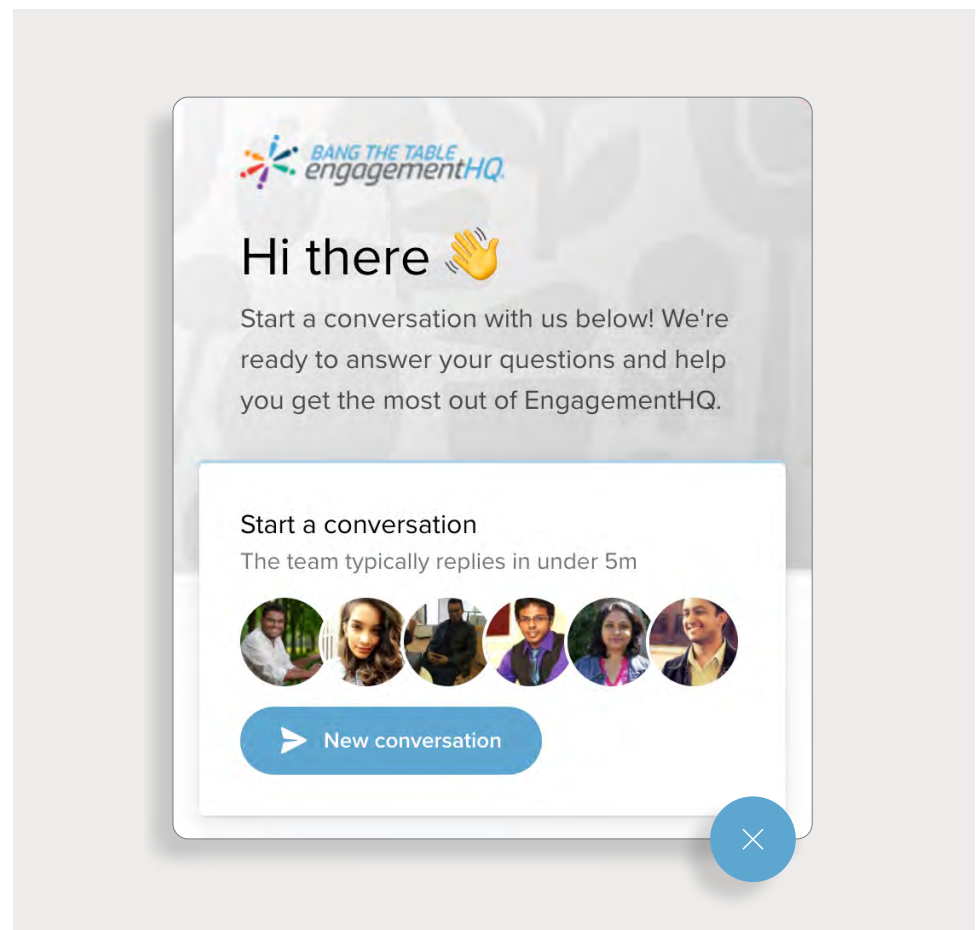 BANG THE TABLE
engagementHQ.
Hi there 👋
Start a conversation with us below! We're
ready to answer your questions and help
you get the most out of EngagementHQ.
Start a conversation
The team typically replies in under 5m
New conversation